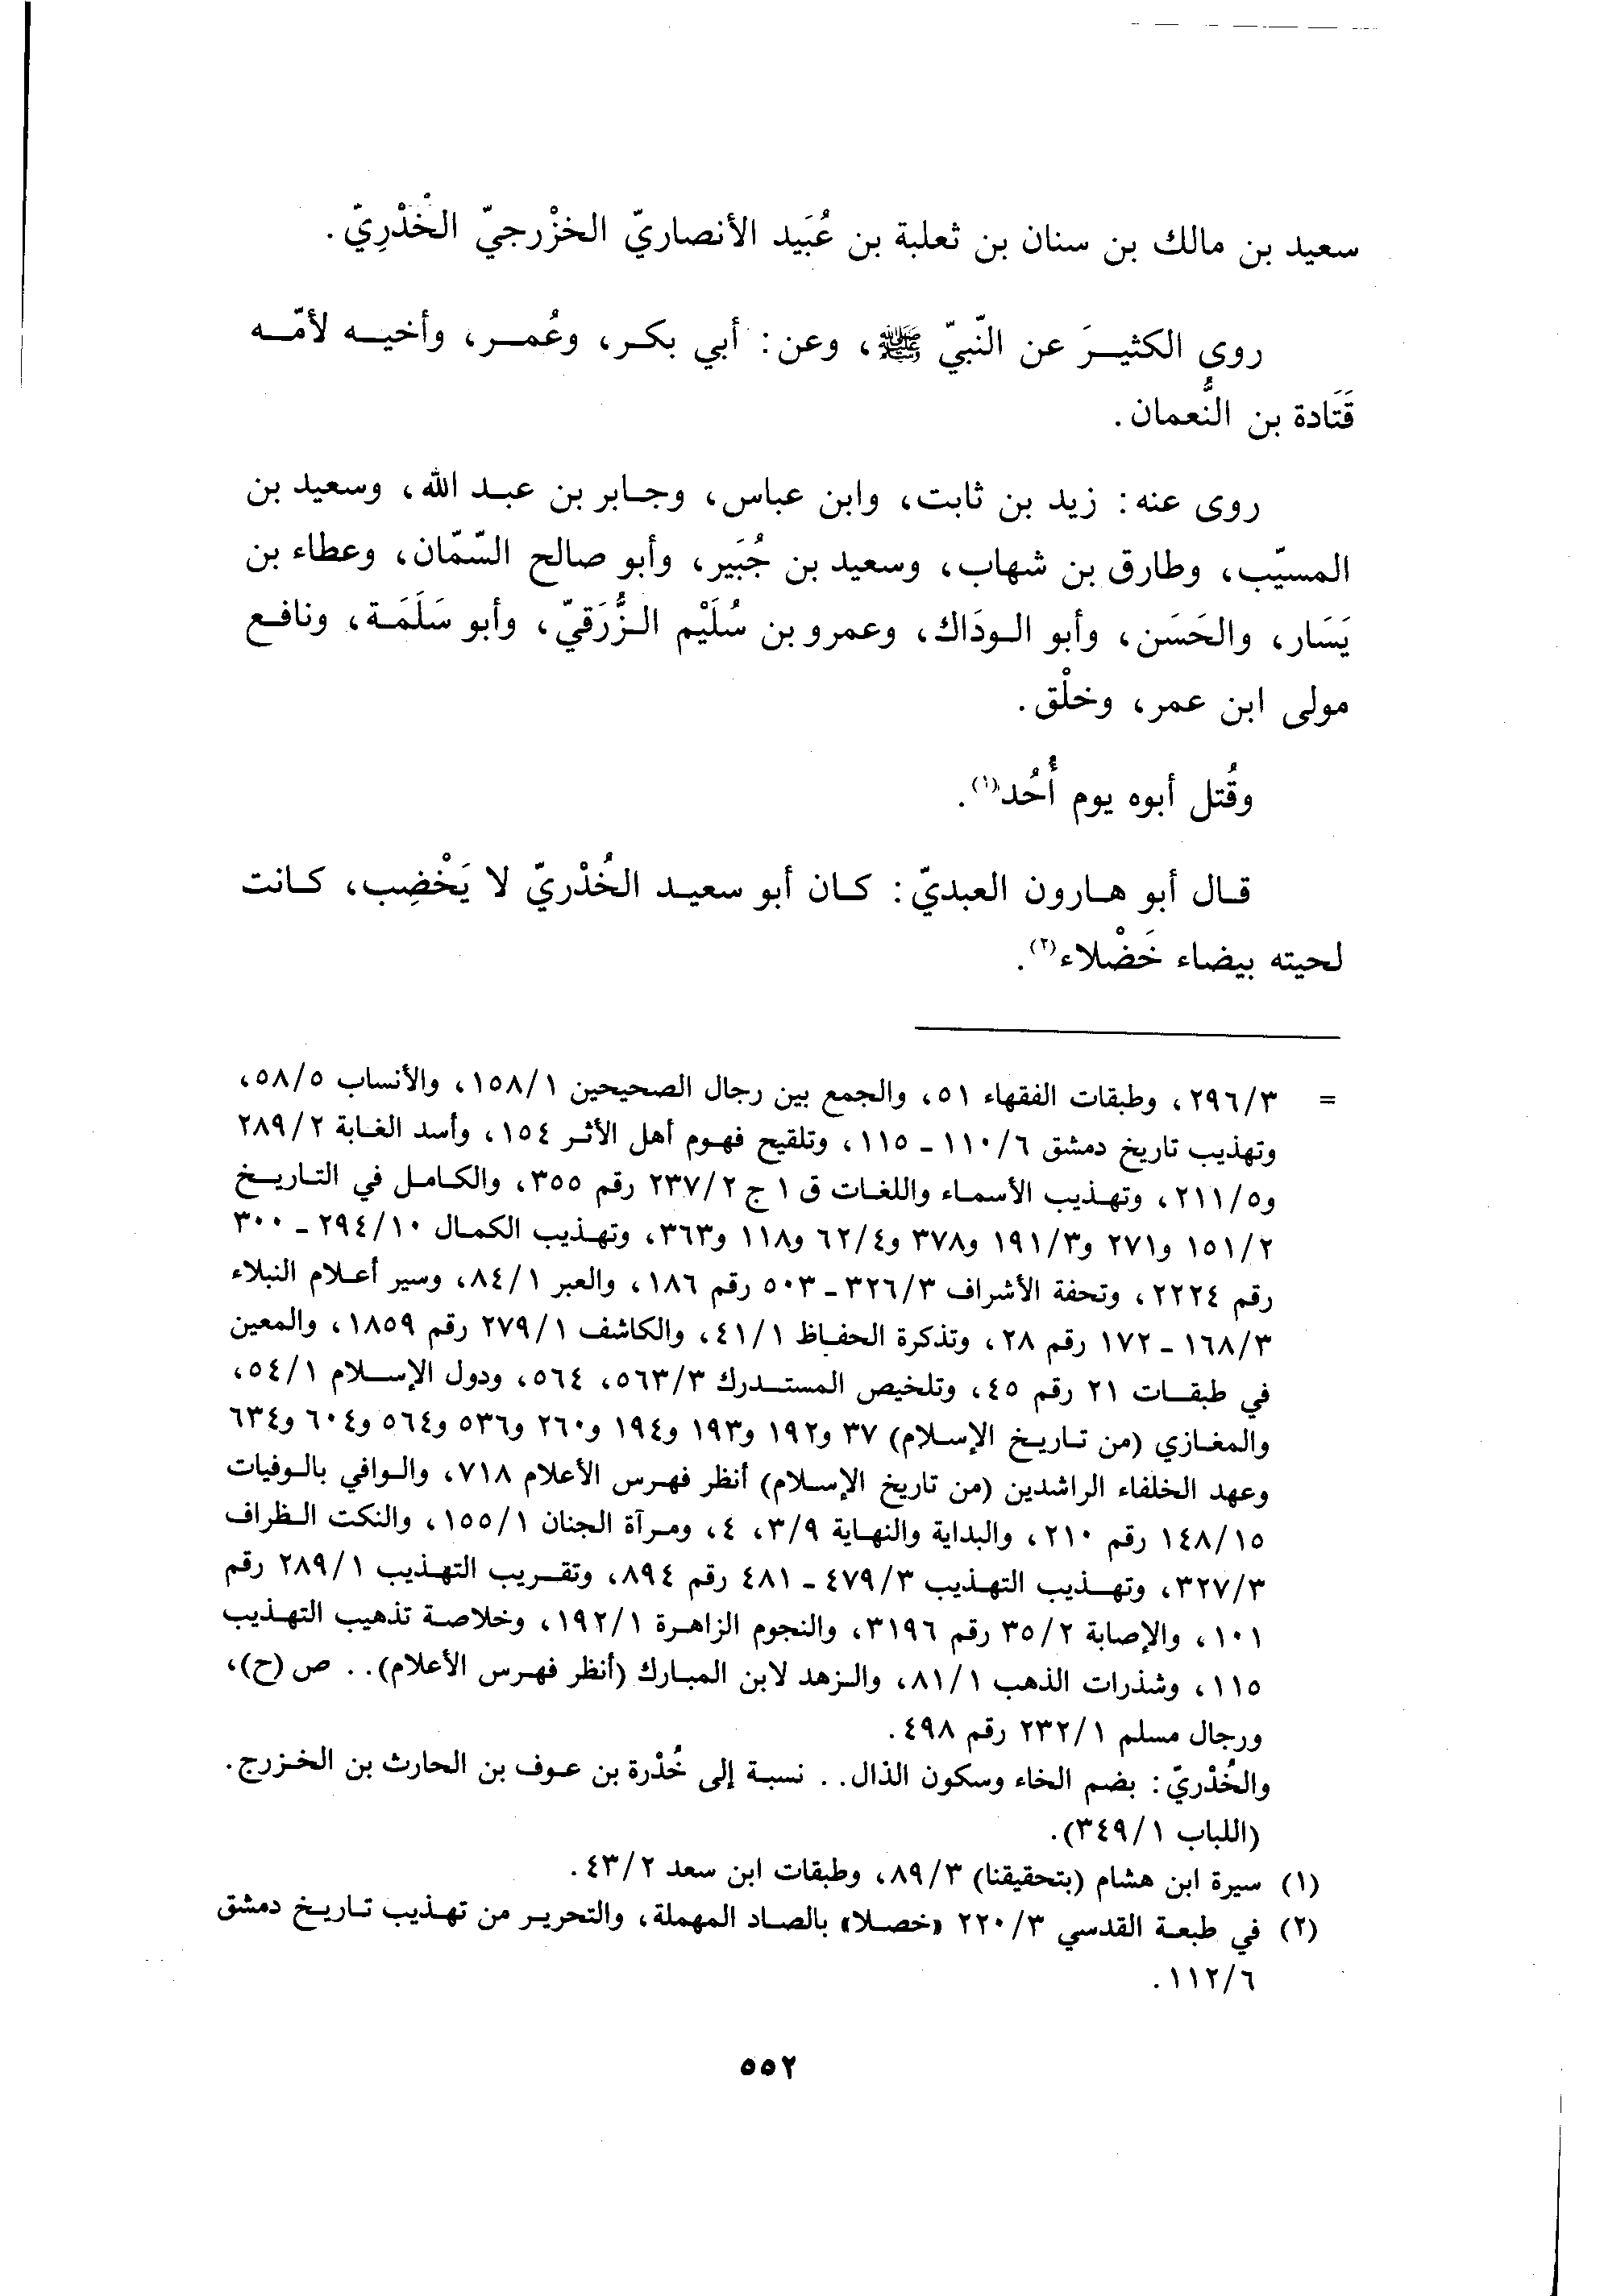 سعيد بن مالك بن سنان بن ثعلبة بن عُبَيد الأنصاريّ الخزْرجيّ الخُدْرِيّ.
روى الكثيرَ عن النّبيّ ﷺ، وعن: أبي بكر، وعُمر، وأخيه لأمّه
قَتَادة بن النُّعمان.
روى عنه: زيد بن ثابت، وابن عباس، وجابر بن عبد الله، وسعيد بن
المسيّب، وطارق بن شهاب، وسعيد بن جُبَير، وأبو صالح السّمّان، وعطاء بن
يَسَار، والحَسَن، وأبو الودَاك، وعمرو بن سُلَيْم الزُّرَقيّ، وأبو سَلَمَة، ونافع
مولى ابن عمر، وخلْق.
وقُتل أبوه يوم أُحُد(١).
قال أبو هارون العبديّ: كان أبو سعيد الخُدْريّ لا يَخْضِب، كانت
لحيته بيضاء خَضْلاء(٢).
= ٢٩٦/٣، وطبقات الفقهاء ٥١، والجمع بين رجال الصحيحين ١٥٨/١، والأنساب ٥٨/٥،
وتهذيب تاريخ دمشق ١١٠/٦ ـ ١١٥، وتلقيح فهوم أهل الأثر ١٥٤، وأسد الغابة ٢٨٩/٢
و٢١١/٥، وتهذيب الأسماء واللغات ق ١ ج ٢٣٧/٢ رقم ٣٥٥، والكامل في التاريخ
١٥١/٢ و٢٧١ و١٩١/٣ و٣٧٨ و٦٢/٤ و١١٨ و٣٦٣، وتهذيب الكمال ٢٩٤/١٠ ـ ٣٠٠
رقم ٢٢٢٤، وتحفة الأشراف ٣٢٦/٣ ـ ٥٠٣ رقم ١٨٦، والعبر ٨٤/١، وسير أعلام النبلاء
١٦٨/٣ ـ ١٧٢ رقم ٢٨، وتذكرة الحفاظ ٤١/١، والكاشف ٢٧٩/١ رقم ١٨٥٩، والمعين
في طبقات ٢١ رقم ٤٥، وتلخيص المستدرك ٥٦٣/٣، ٥٦٤، ودول الإسلام ٥٤/١،
والمغازي (من تاريخ الإسلام) ٣٧ و١٩٢ و١٩٣ و١٩٤ و٢٦٠ و٥٣٦ و٥٦٤ و٦٠٤ و٦٣٤
وعهد الخلفاء الراشدين (من تاريخ الإسلام) أنظر فهرس الأعلام ٧١٨، والوافي بالوفيات
١٤٨/١٥ رقم ٢١٠، والبداية والنهاية ٣/٩، ٤، ومرآة الجنان ١٥٥/١، والنكت الظراف
٣٢٧/٣، وتهذيب التهذيب ٤٧٩/٣ ـ ٤٨١ رقم ٨٩٤، وتقريب التهذيب ٢٨٩/١ رقم
١٠١، والإصابة ٣٥/٢ رقم ٣١٩٦، والنجوم الزاهرة ١٩٢/١، وخلاصة تذهيب التهذيب
١١٥، وشذرات الذهب ٨١/١، والزهد لابن المبارك (أنظر فهرس الأعلام).. ص (ح)،
ورجال مسلم ٢٣٢/١ رقم ٤٩٨.
والخُدْريّ: بضم الخاء وسكون الذال.. نسبة إلى خُدْرة بن عوف بن الحارث بن الخزرج.
(اللباب ٣٤٩/١).
(١) سيرة ابن هشام (بتحقيقنا) ٨٩/٣، وطبقات ابن سعد ٤٣/٢.
(٢) في طبعة القدسي ٢٢٠/٣ «خصلا» بالصاد المهملة، والتحرير من تهذيب تاريخ دمشق
١١٢/٦.
٥٥٢